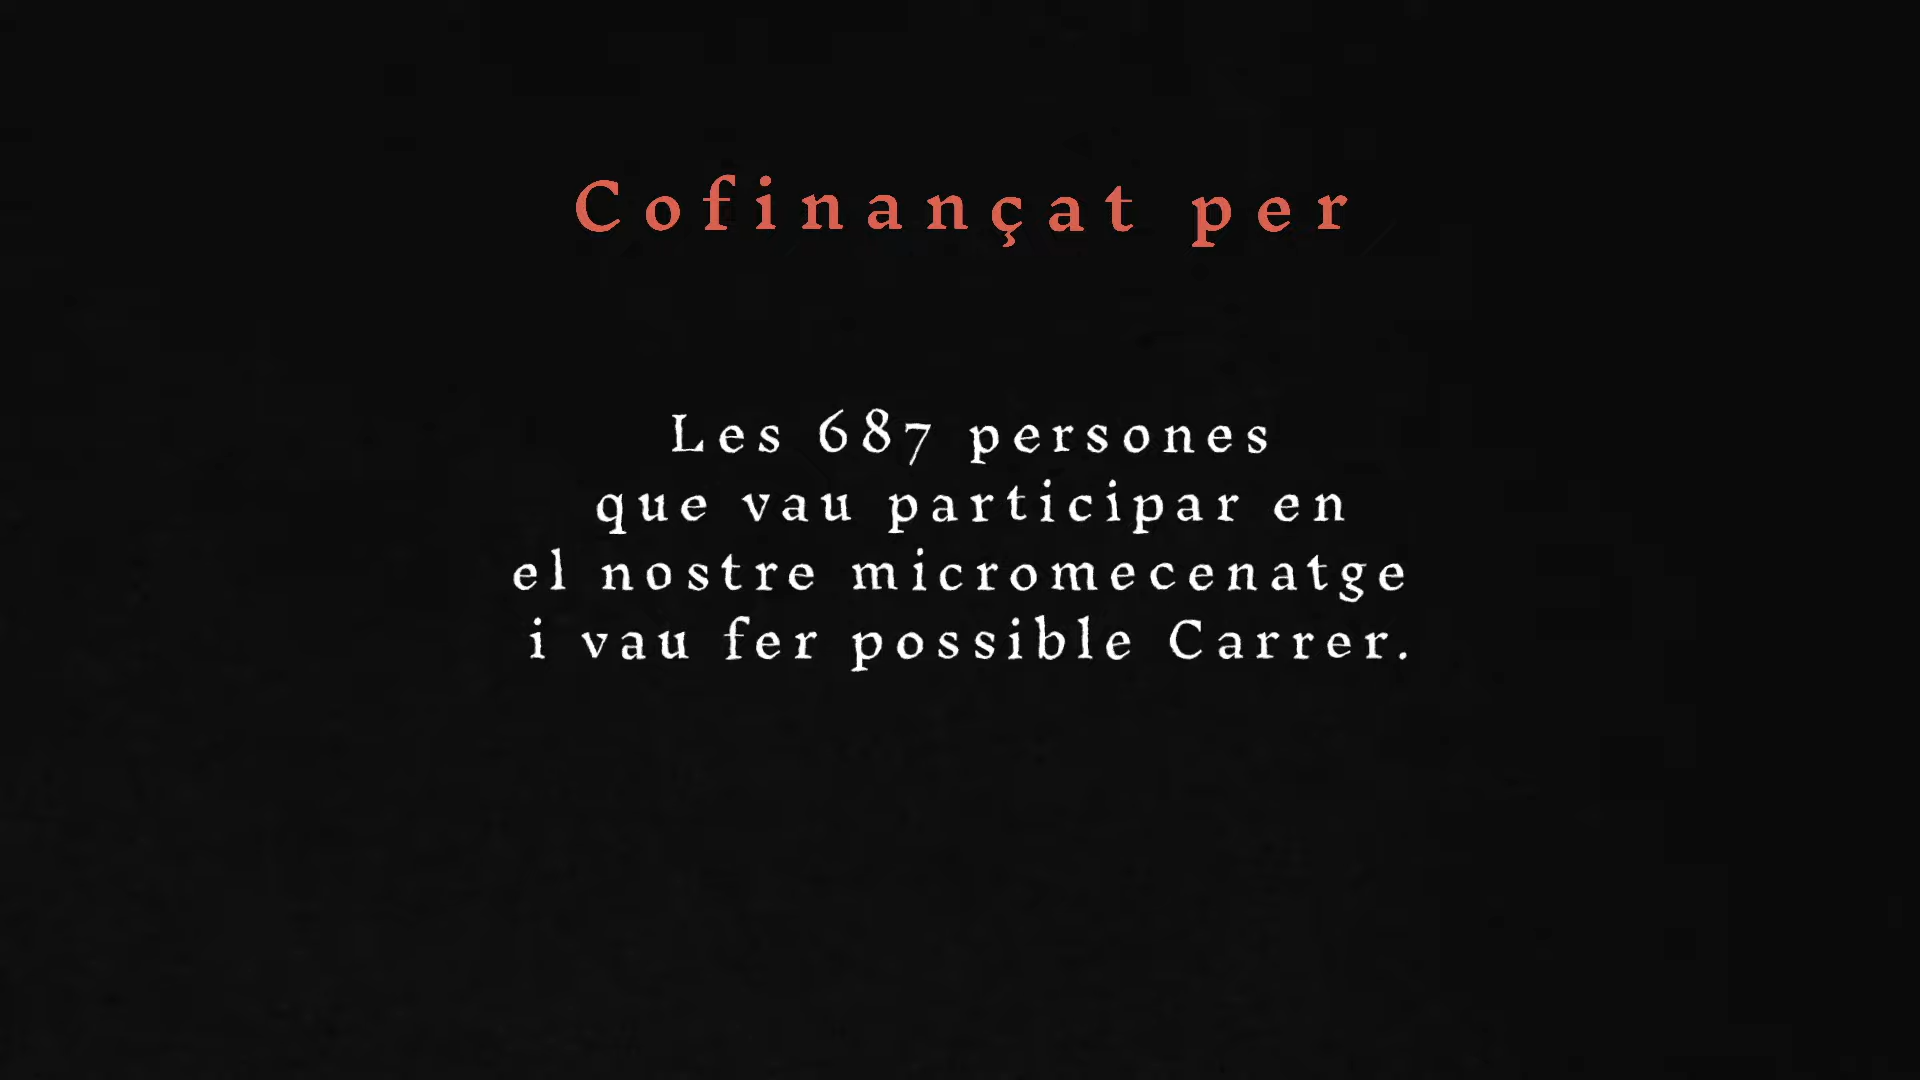 Cofinançat per
Les 687 persones
que vau participar en
el nostre micromecenatge
i vau fer possible Carrer.